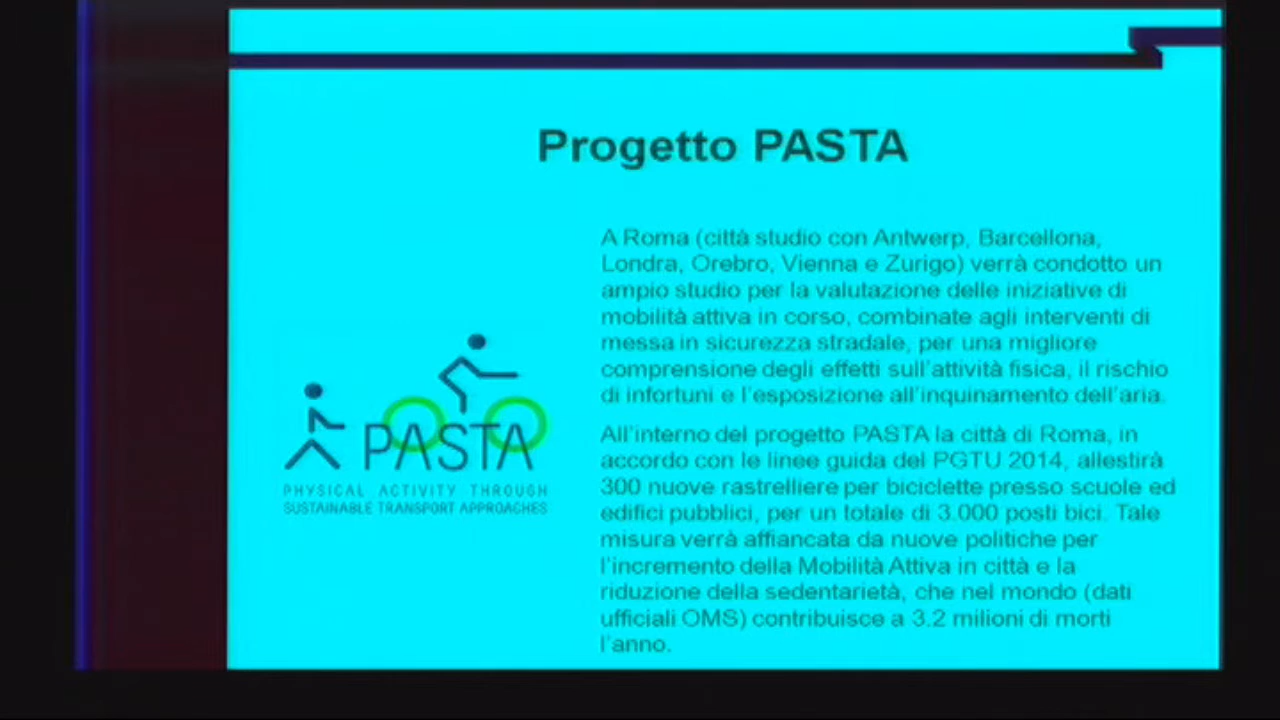 Progetto PASTA
A Roma (città studio con Antwerp, Barcellona,
Londra, Orebro, Vienna e Zurigo) verrà condotto un
ampio studio per la valutazione delle iniziative di
mobilità attiva in corso, combinate agli interventi di
messa in sicurezza stradale, per una migliore
comprensione degli effetti sull'attività fisica, il rischio
di infortuni e l'esposizione all'inquinamento dell'aria.
All'interno del progetto PASTA la città di Roma, in
accordo con le linee guida del PGTU 2014, allestirà
300 nuove rastrelliere per biciclette presso scuole ed
edifici pubblici, per un totale di 3.000 posti bici. Tale
misura verrà affiancata da nuove politiche per
l'incremento della Mobilità Attiva in città e la
riduzione della sedentarietà, che nel mondo (dati
ufficiali OMS) contribuisce a 3.2 milioni di morti
l'anno.
PASTA
PHYSICAL ACTIVITY THROUGH
SUSTAINABLE TRANSPORT APPROACHES